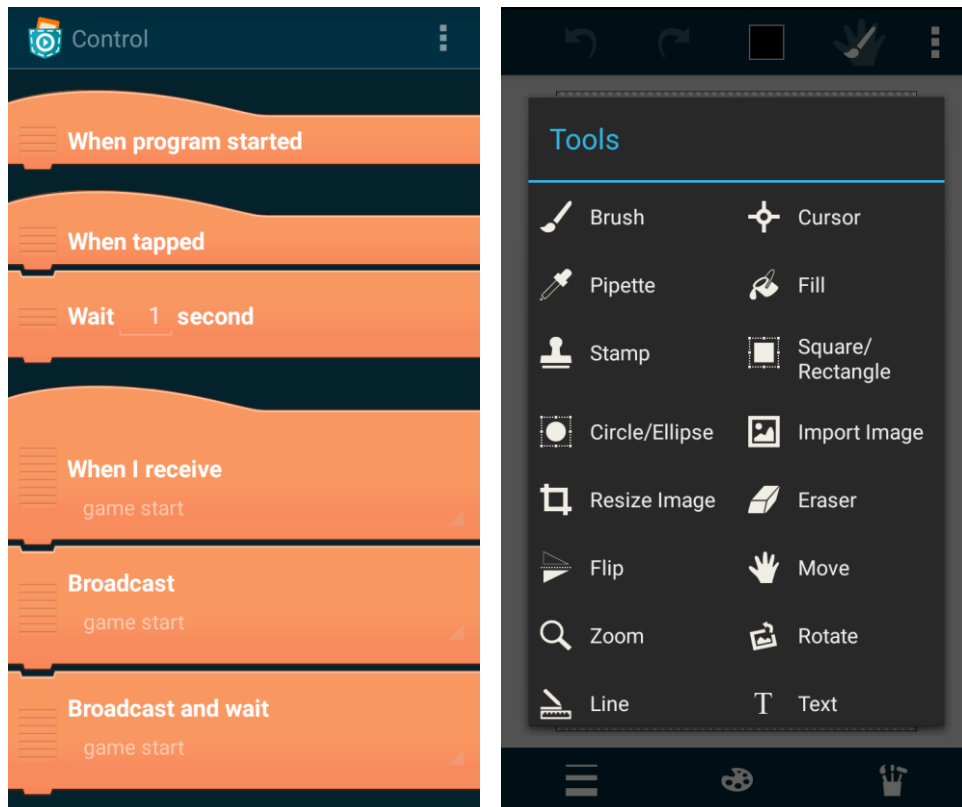 Control
When program started
When tapped
Wait 1 second
When I receive
game start
Broadcast
game start
Broadcast and wait
game start
Tools
Brush
Cursor
Pipette
Fill
Stamp
Square/
Rectangle
Circle/Ellipse
Import Image
Resize Image
Eraser
Flip
Move
Zoom
Rotate
Line
Text